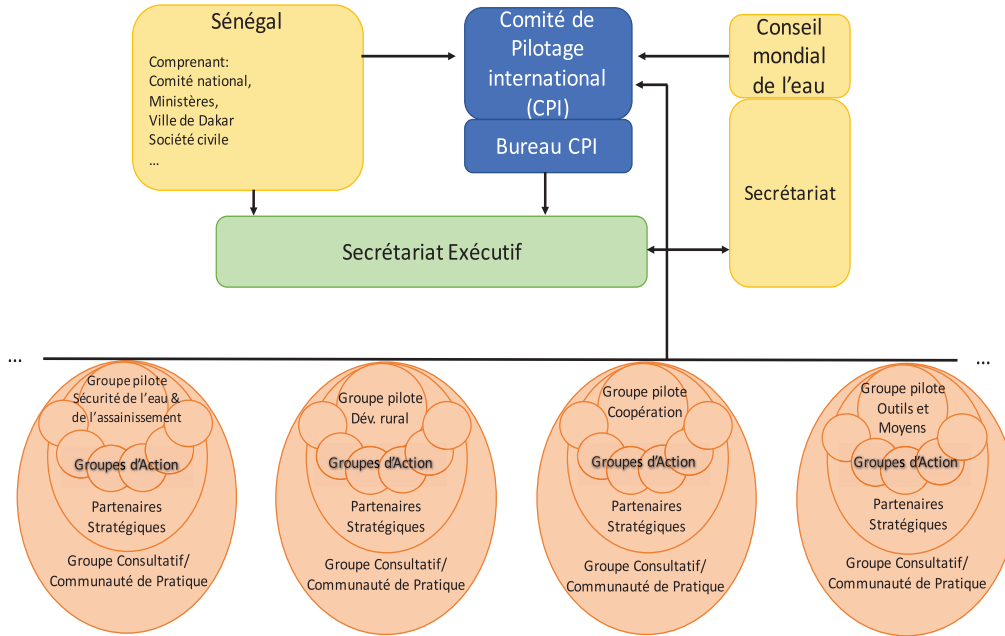 Sénégal
Comprenant:
Comité national,
Ministères,
Ville de Dakar
Société civile
...
Comité de
Pilotage
international
(CPI)
Bureau CPI
Conseil
mondial
de l'eau
Secrétariat
Secrétariat Exécutif
...
...
Groupe pilote
Sécurité de l'eau &
de l'assainissement
Groupes d'Action
Partenaires
Stratégiques
Groupe Consultatif/
Communauté de Pratique
Groupe pilote
Dév. rural
Groupes d'Action
Partenaires
Stratégiques
Groupe Consultatif/
Communauté de Pratique
Groupe pilote
Coopération
Groupes d'Action
Partenaires
Stratégiques
Groupe Consultatif/
Communauté de Pratique
Groupe pilote
Outils et
Moyens
Groupes d'Action
Partenaires
Stratégiques
Groupe Consultatif/
Communauté de Pratique